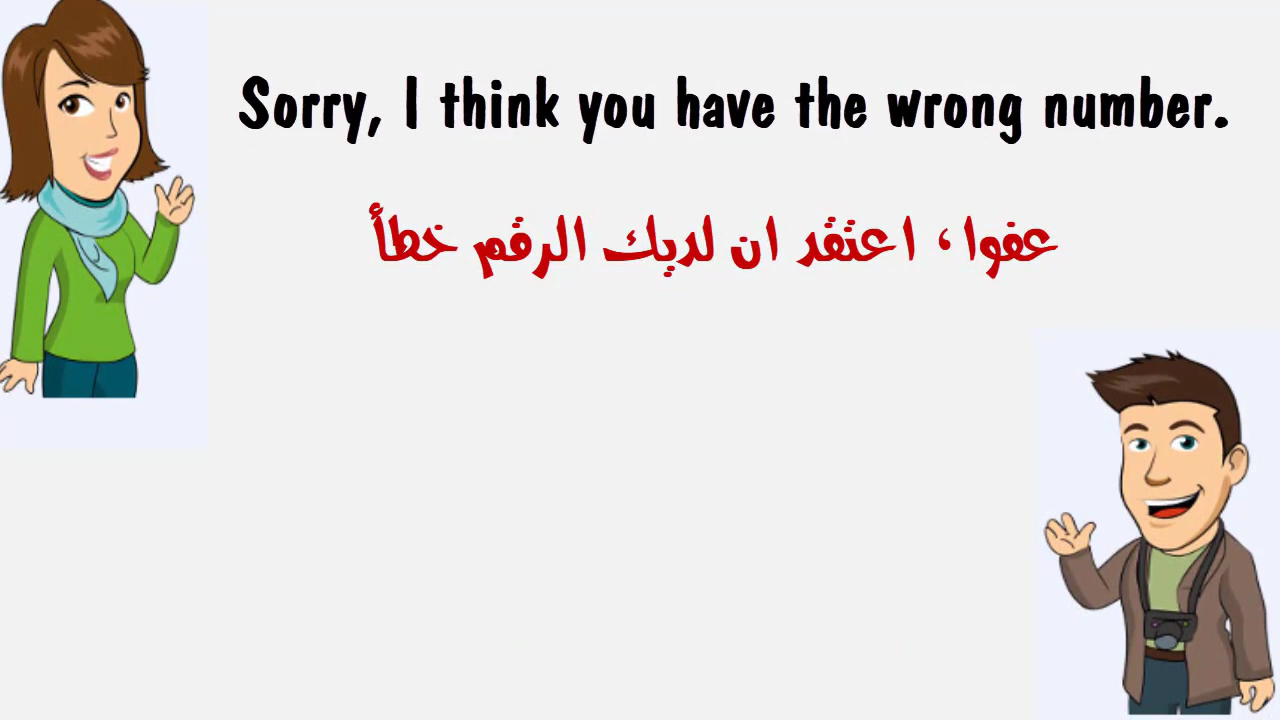 Sorry, I think you have the wrong number.
عفوا، اعتقد ان لديك الرقم خطأ